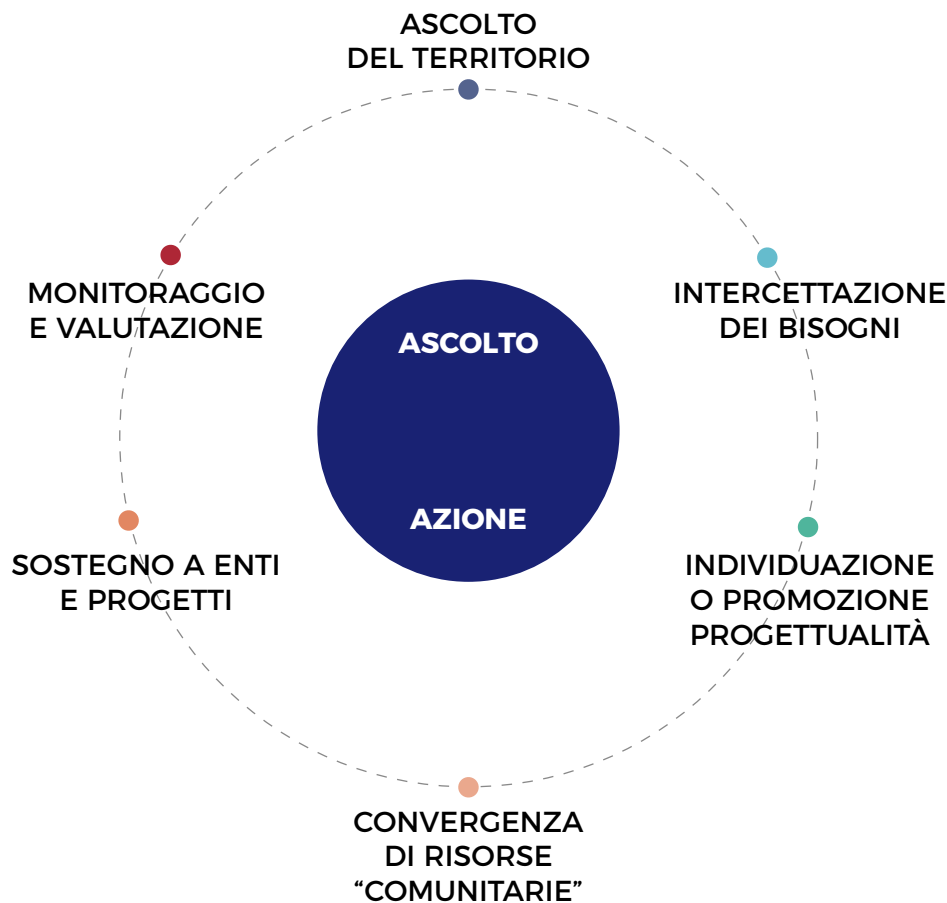 ASCOLTO
DEL TERRITORIO
MONITORAGGIO
E VALUTAZIONE
INTERCETTAZIONE
DEI BISOGNI
ASCOLTO
AZIONE
SOSTEGNO A ENTI
E PROGETTI
INDIVIDUAZIONE
O PROMOZIONE
PROGETTUALITÀ
CONVERGENZA
DI RISORSE
“COMUNITARIE”